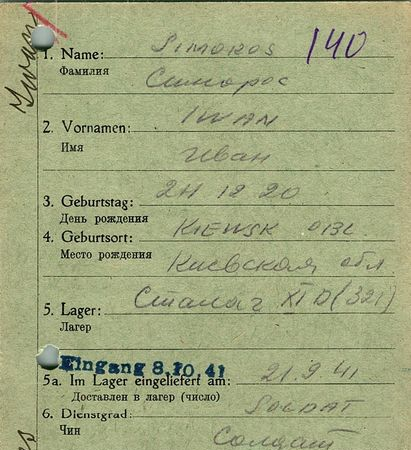 Iwan
140
1. Name: SIMOROS
Фамилия Симорос
2. Vornamen: IWAN
Имя Иван
3. Geburtstag: 24 12 20
День рождения
4. Geburtsort: KIEWSK OBL
Место рождения Киевская обл
5. Lager: Сталаг XI D (321)
Лагерь
Eingang 8.10.41
5a. Im Lager eingeliefert am: 21.9.41
Доставлен в лагерь (число)
6. Dienstgrad: SOLDAT
Чин Солдат